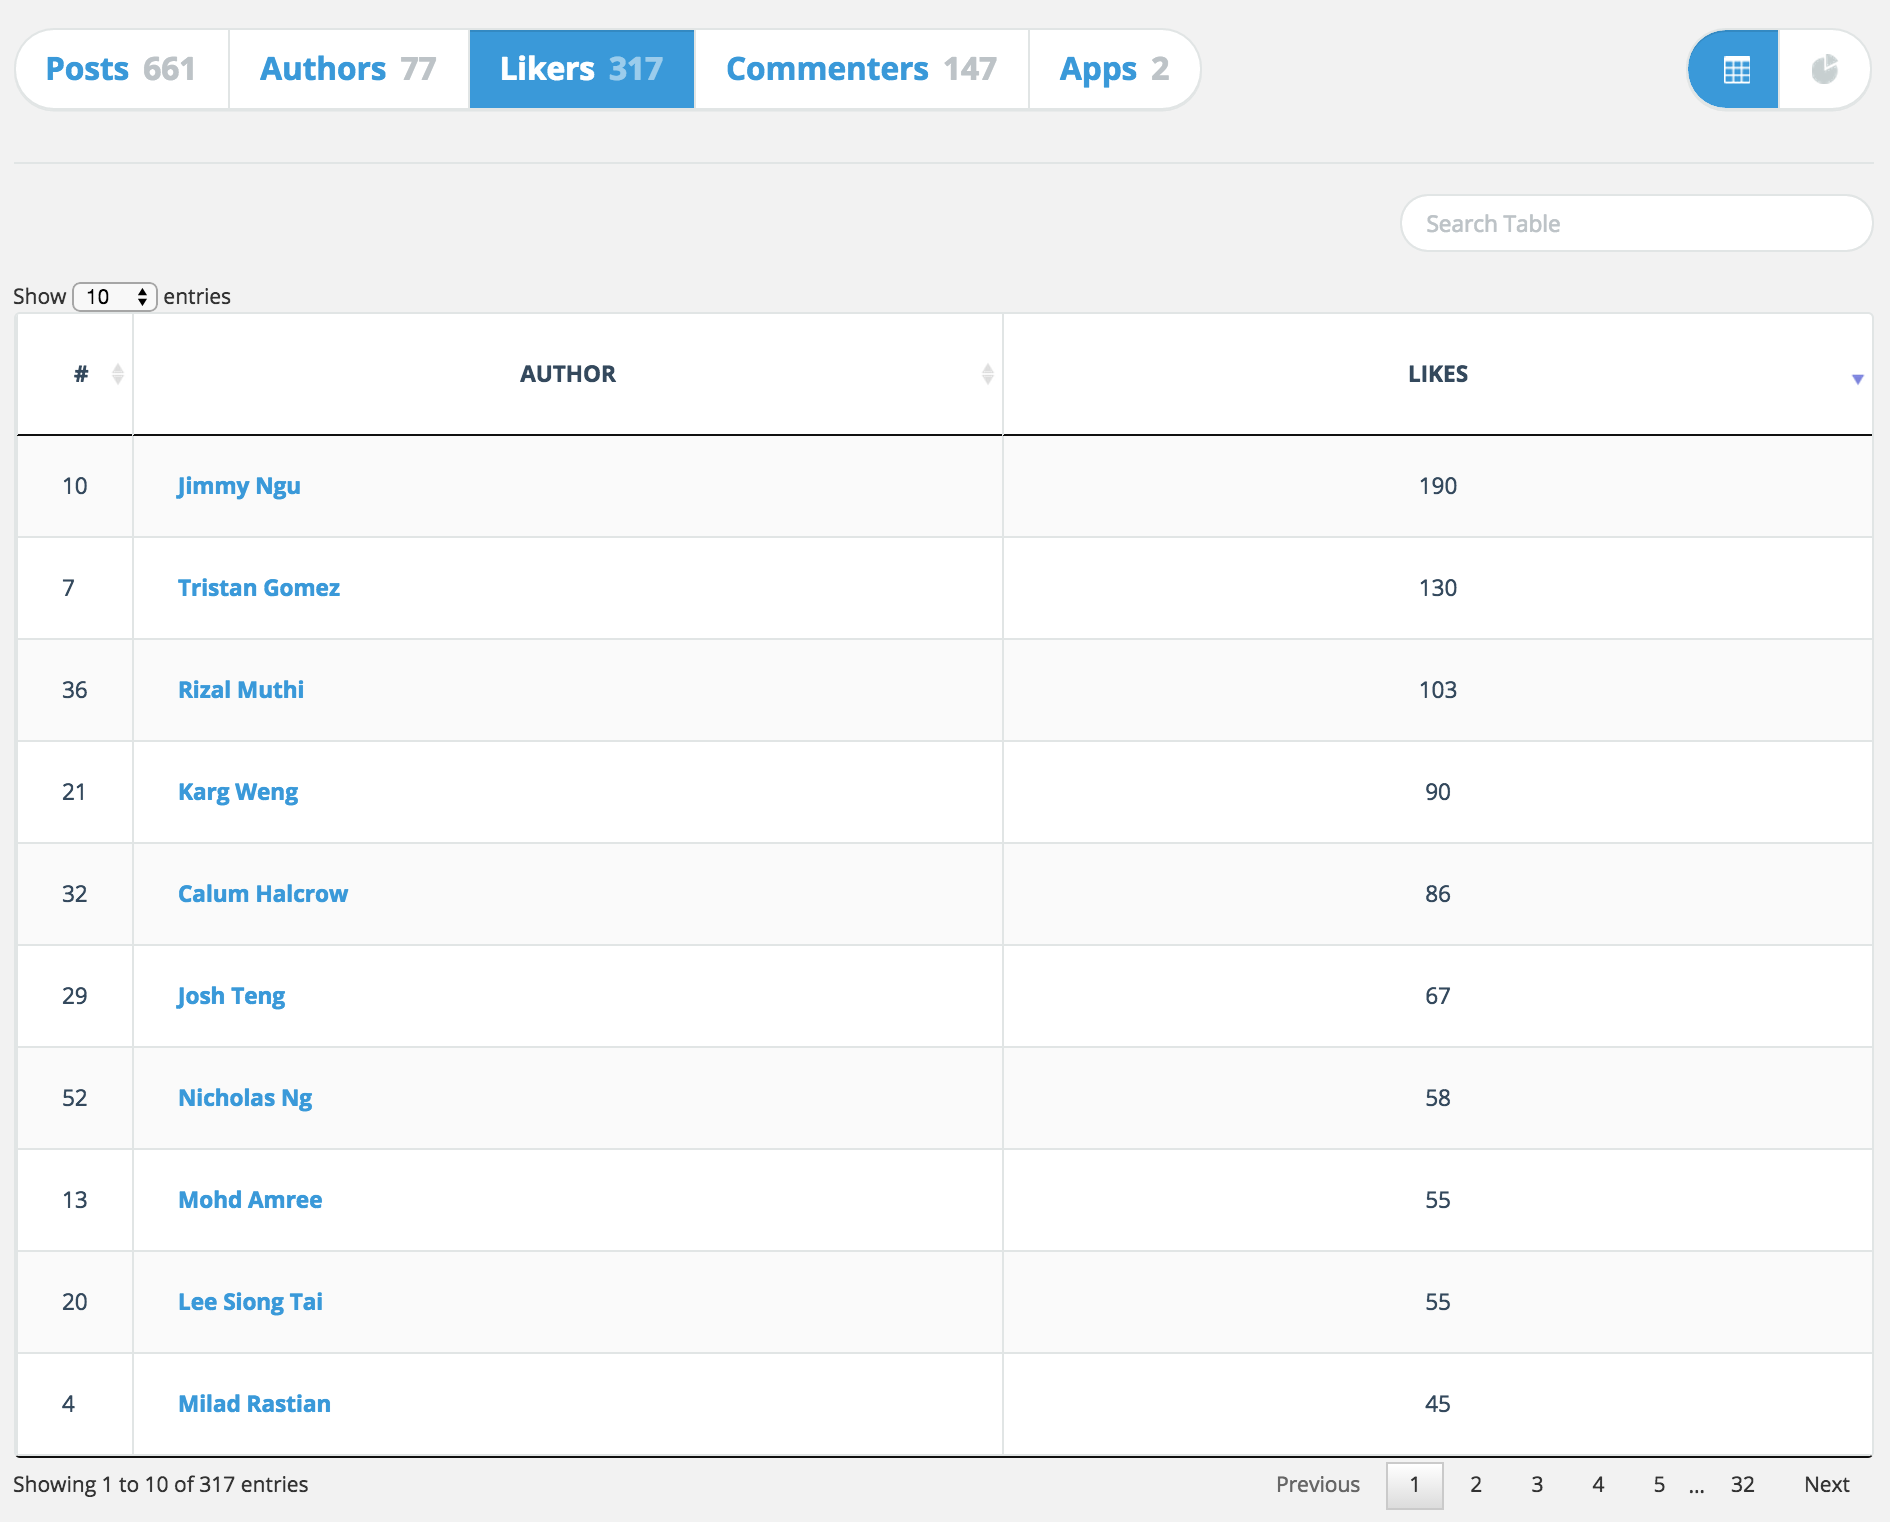 Posts 661 Authors 77 Likers 317 Commenters 147 Apps 2
Search Table
Show 10 entries
# AUTHOR LIKES
10 Jimmy Ngu 190
7 Tristan Gomez 130
36 Rizal Muthi 103
21 Karg Weng 90
32 Calum Halcrow 86
29 Josh Teng 67
52 Nicholas Ng 58
13 Mohd Amree 55
20 Lee Siong Tai 55
4 Milad Rastian 45
Showing 1 to 10 of 317 entries Previous 1 2 3 4 5 ... 32 Next